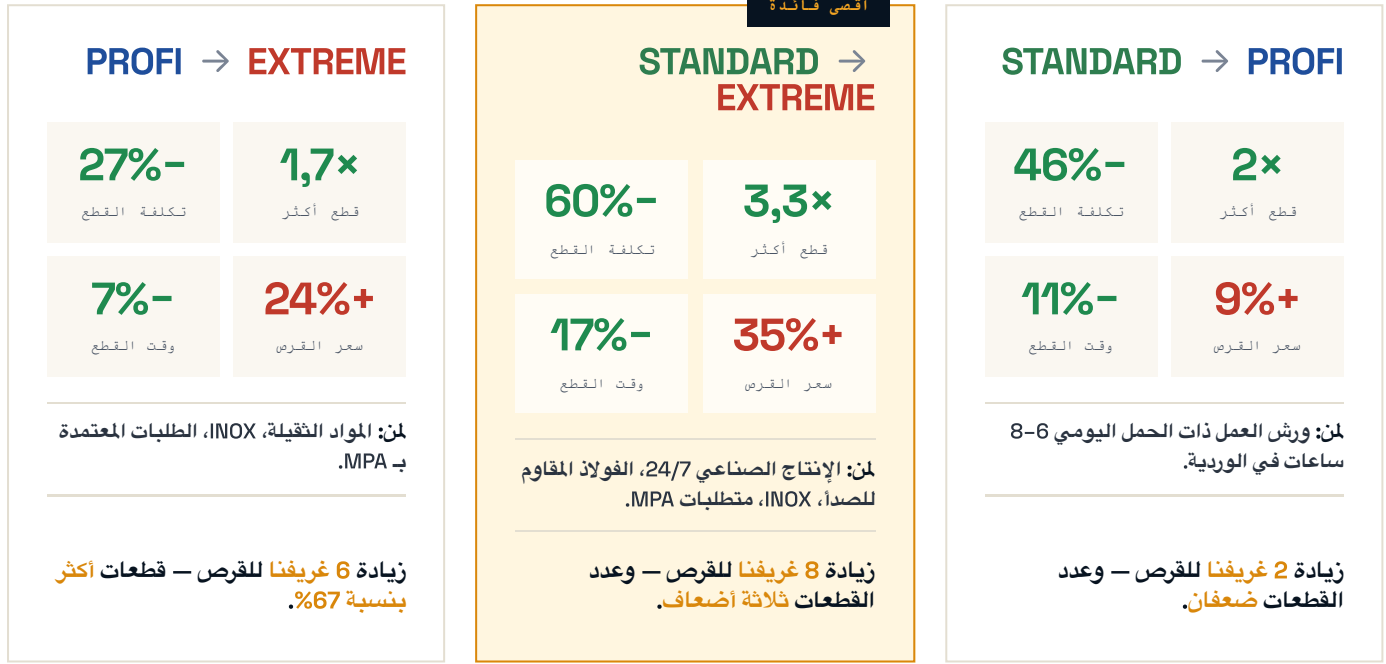 STANDARD → PROFI
2×
قطع أكثر
46%−
تكلفة القطع
9%+
سعر القرص
11%−
وقت القطع
لمن: ورش العمل ذات الحمل اليومي 6–8
ساعات في الوردية.
زيادة 2 غريفنا للقرص — وعدد
القطعات ضعفان.
أقصى فائدة
STANDARD →
EXTREME
3,3×
قطع أكثر
60%−
تكلفة القطع
35%+
سعر القرص
17%−
وقت القطع
لمن: الإنتاج الصناعي 24/7، الفولاذ المقاوم
للصدأ، INOX، متطلبات MPA.
زيادة 8 غريفنا للقرص — وعدد
القطعات ثلاثة أضعاف.
PROFI → EXTREME
1,7×
قطع أكثر
27%−
تكلفة القطع
24%+
سعر القرص
7%−
وقت القطع
لمن: المواد الثقيلة، INOX، الطلبات المعتمدة
بـ MPA.
زيادة 6 غريفنا للقرص — قطعات أكثر
بنسبة 67%.